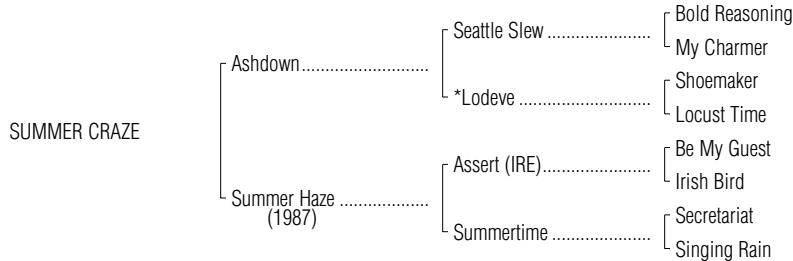 Bold Reasoning
Seattle Slew ......................
My Charmer
Ashdown...........................
Shoemaker
*Lodeve ............................
Locust Time
SUMMER CRAZE
Be My Guest
Assert (IRE).......................
Irish Bird
Summer Haze ...................
(1987)
Secretariat
Summertime .....................
Singing Rain